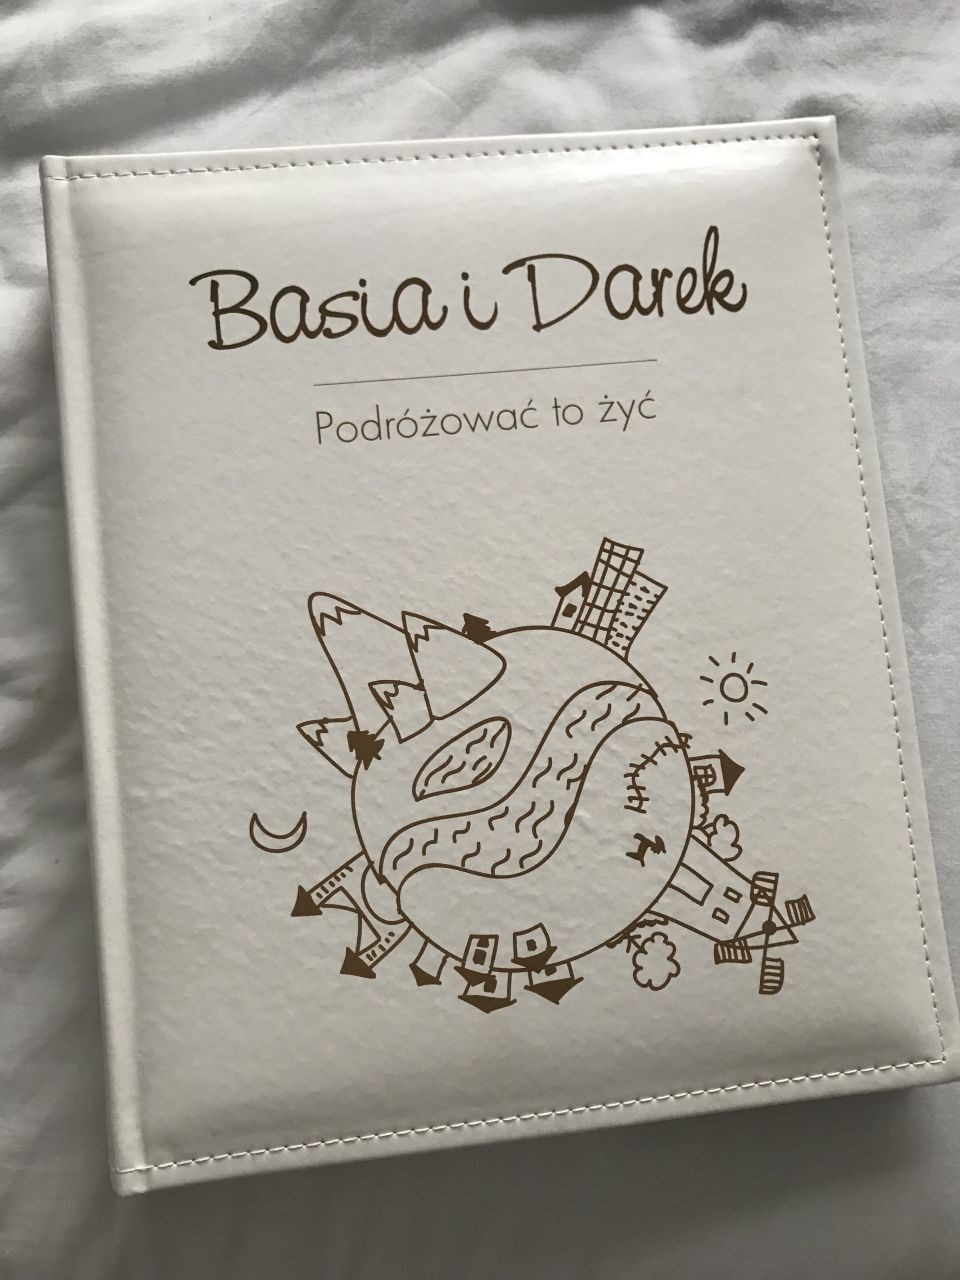 Basia i Darek
Podróżować to żyć